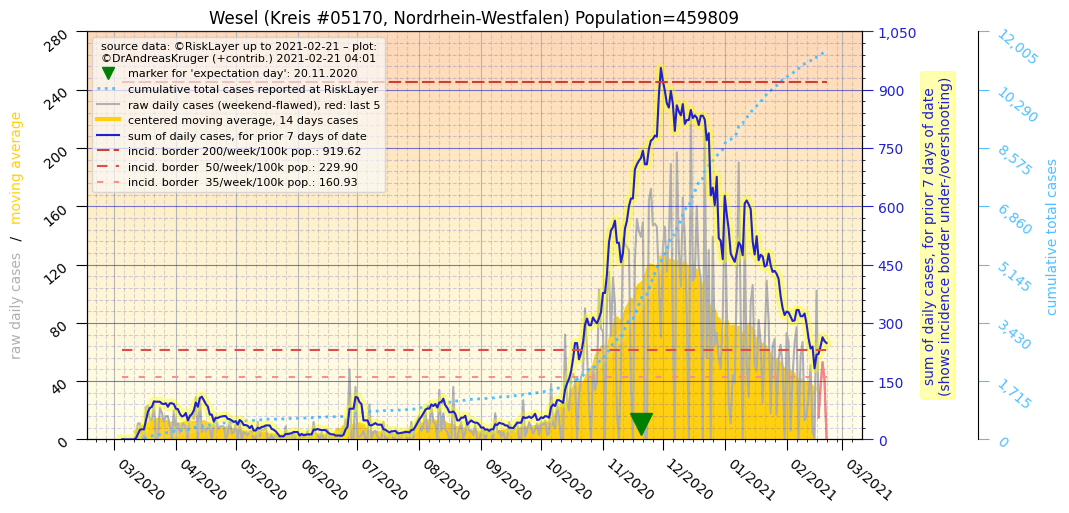 Wesel (Kreis #05170, Nordrhein-Westfalen) Population=459809
source data: ©RiskLayer up to 2021-02-21 – plot:
©DrAndreasKruger (+contrib.) 2021-02-21 04:01
marker for 'expectation day': 20.11.2020
cumulative total cases reported at RiskLayer
raw daily cases (weekend-flawed), red: last 5
centered moving average, 14 days cases
sum of daily cases, for prior 7 days of date
incid. border 200/week/100k pop.: 919.62
incid. border  50/week/100k pop.: 229.90
incid. border  35/week/100k pop.: 160.93
raw daily cases / moving average
280
240
200
160
120
80
40
0
1,050
900
750
600
450
300
150
0
sum of daily cases, for prior 7 days of date
(shows incidence border under-/overshooting)
12,005
10,290
8,575
6,860
5,145
3,430
1,715
0
cumulative total cases
03/2020
04/2020
05/2020
06/2020
07/2020
08/2020
09/2020
10/2020
11/2020
12/2020
01/2021
02/2021
03/2021